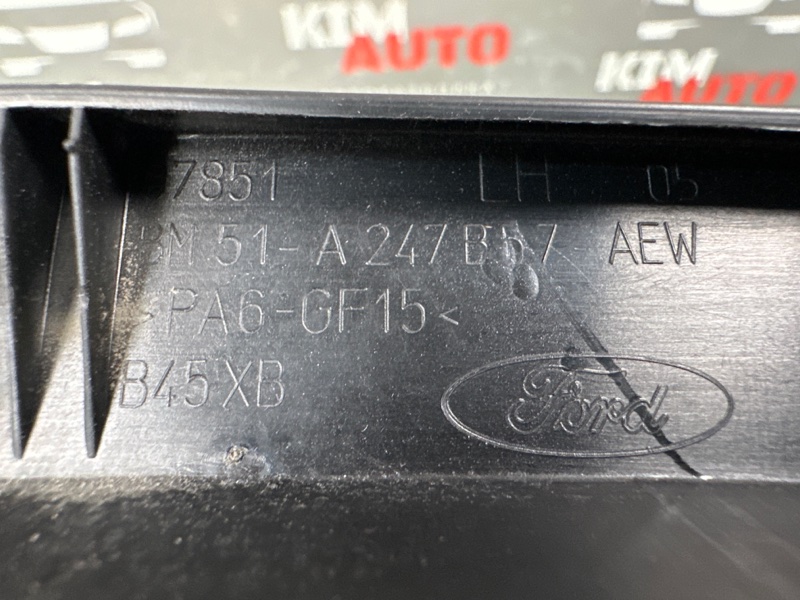 KIM
AUTO
KIM
AUTO
7851 LH 05
BM51-A247B57-AEW
>PA6-GF15<
B45XB
Ford